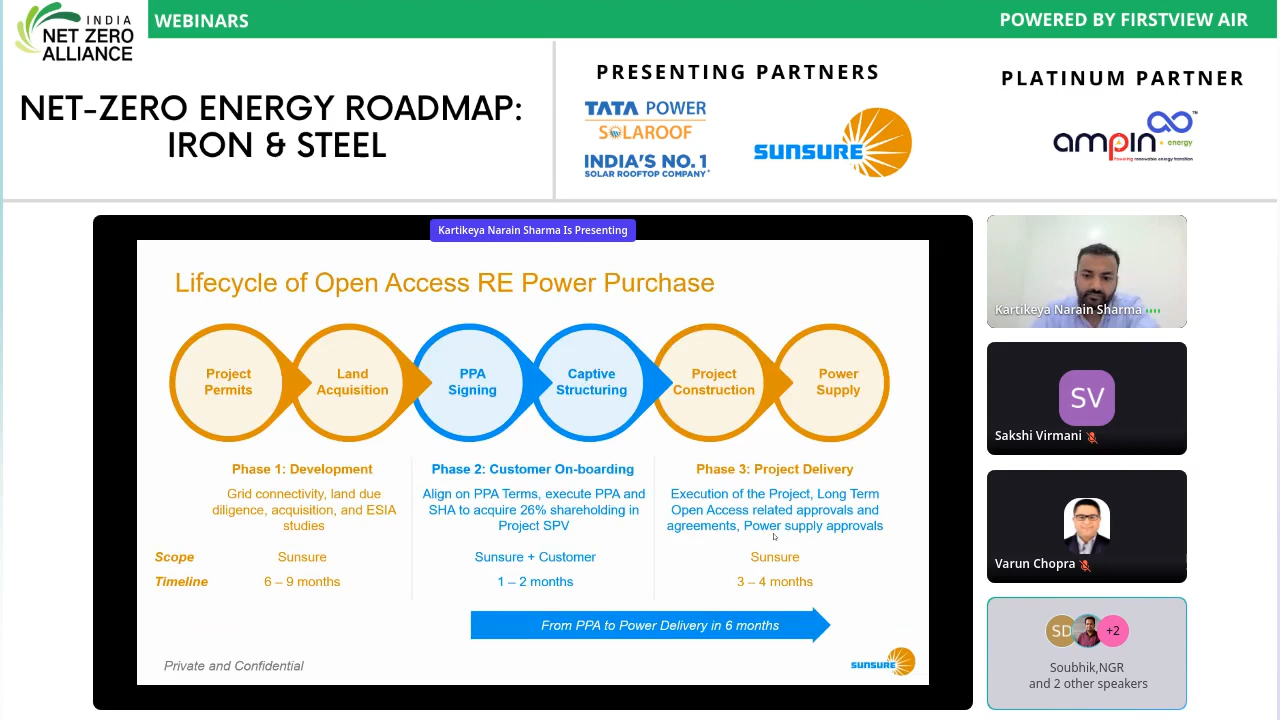 INDIA
NET ZERO
ALLIANCE
WEBINARS
POWERED BY FIRSTVIEW AIR
NET-ZERO ENERGY ROADMAP:
IRON & STEEL
PRESENTING PARTNERS
TATA POWER
SOLAROOF
INDIA'S NO.1
SOLAR ROOFTOP COMPANY*
SUNSURE
PLATINUM PARTNER
ampin energy
powering renewable energy transition
Kartikeya Narain Sharma Is Presenting
Lifecycle of Open Access RE Power Purchase
Project
Permits
Land
Acquisition
PPA
Signing
Captive
Structuring
Project
Construction
Power
Supply
Phase 1: Development
Grid connectivity, land due
diligence, acquisition, and ESIA
studies
Phase 2: Customer On-boarding
Align on PPA Terms, execute PPA and
SHA to acquire 26% shareholding in
Project SPV
Phase 3: Project Delivery
Execution of the Project, Long Term
Open Access related approvals and
agreements, Power supply approvals
Scope Sunsure Sunsure + Customer Sunsure
Timeline 6 – 9 months 1 – 2 months 3 – 4 months
From PPA to Power Delivery in 6 months
Private and Confidential
SUNSURE
Kartikeya Narain Sharma
SV
Sakshi Virmani
Varun Chopra
SD
+2
Soubhik,NGR
and 2 other speakers